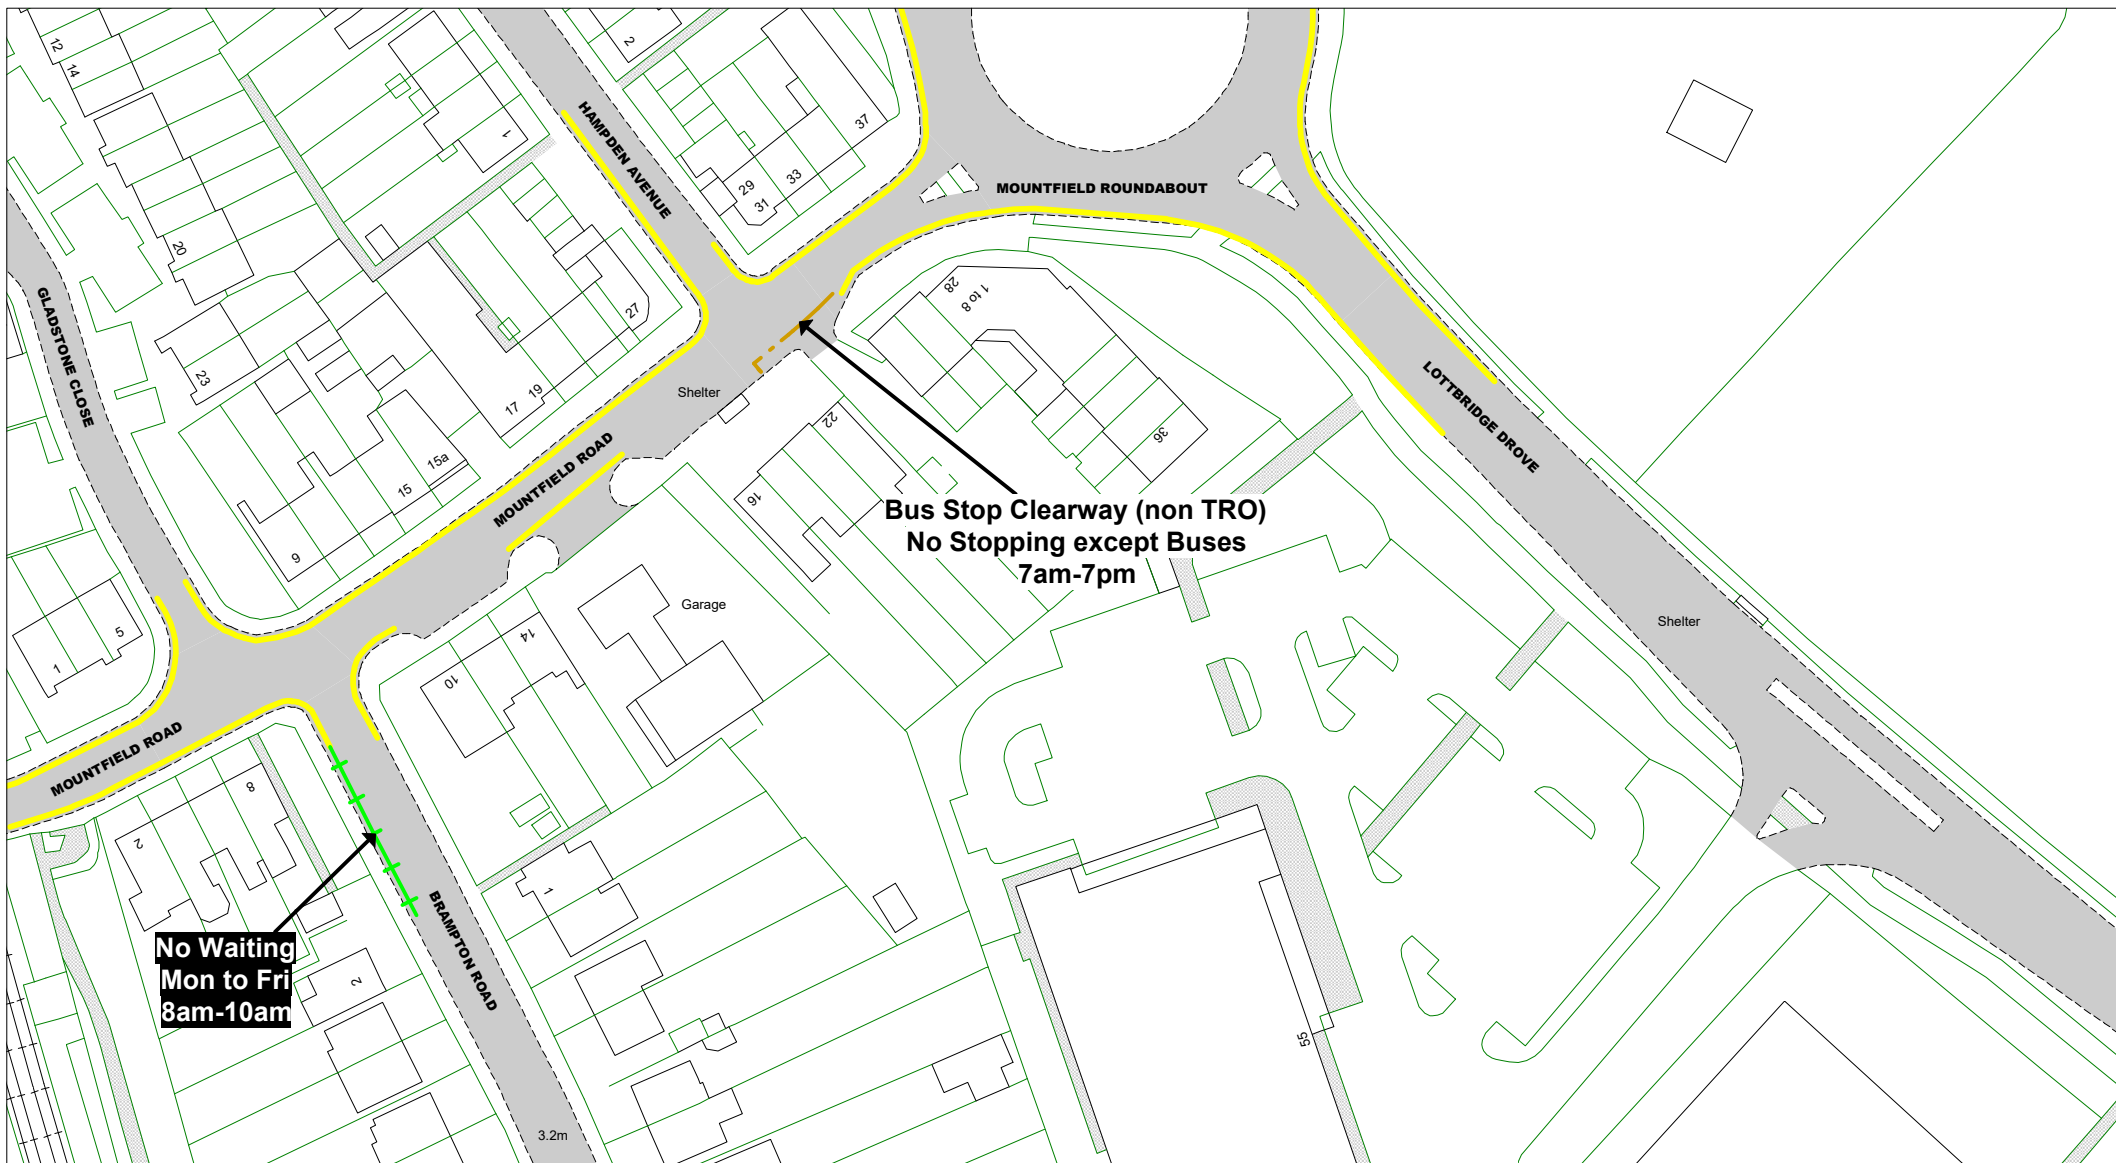 12
14
20
23
1
2
HAMPDEN AVENUE
29
31
33
37
MOUNTFIELD ROUNDABOUT
GLADSTONE CLOSE
27
17
19
15a
15
9
Shelter
28
1 to 8
36
22
16
MOUNTFIELD ROAD
LOTTBRIDGE DROVE
Bus Stop Clearway (non TRO)
No Stopping except Buses
7am-7pm
Garage
Shelter
1
5
10
14
MOUNTFIELD ROAD
2
8
1
No Waiting
Mon to Fri
8am-10am
2
BRAMPTON ROAD
55
3.2m